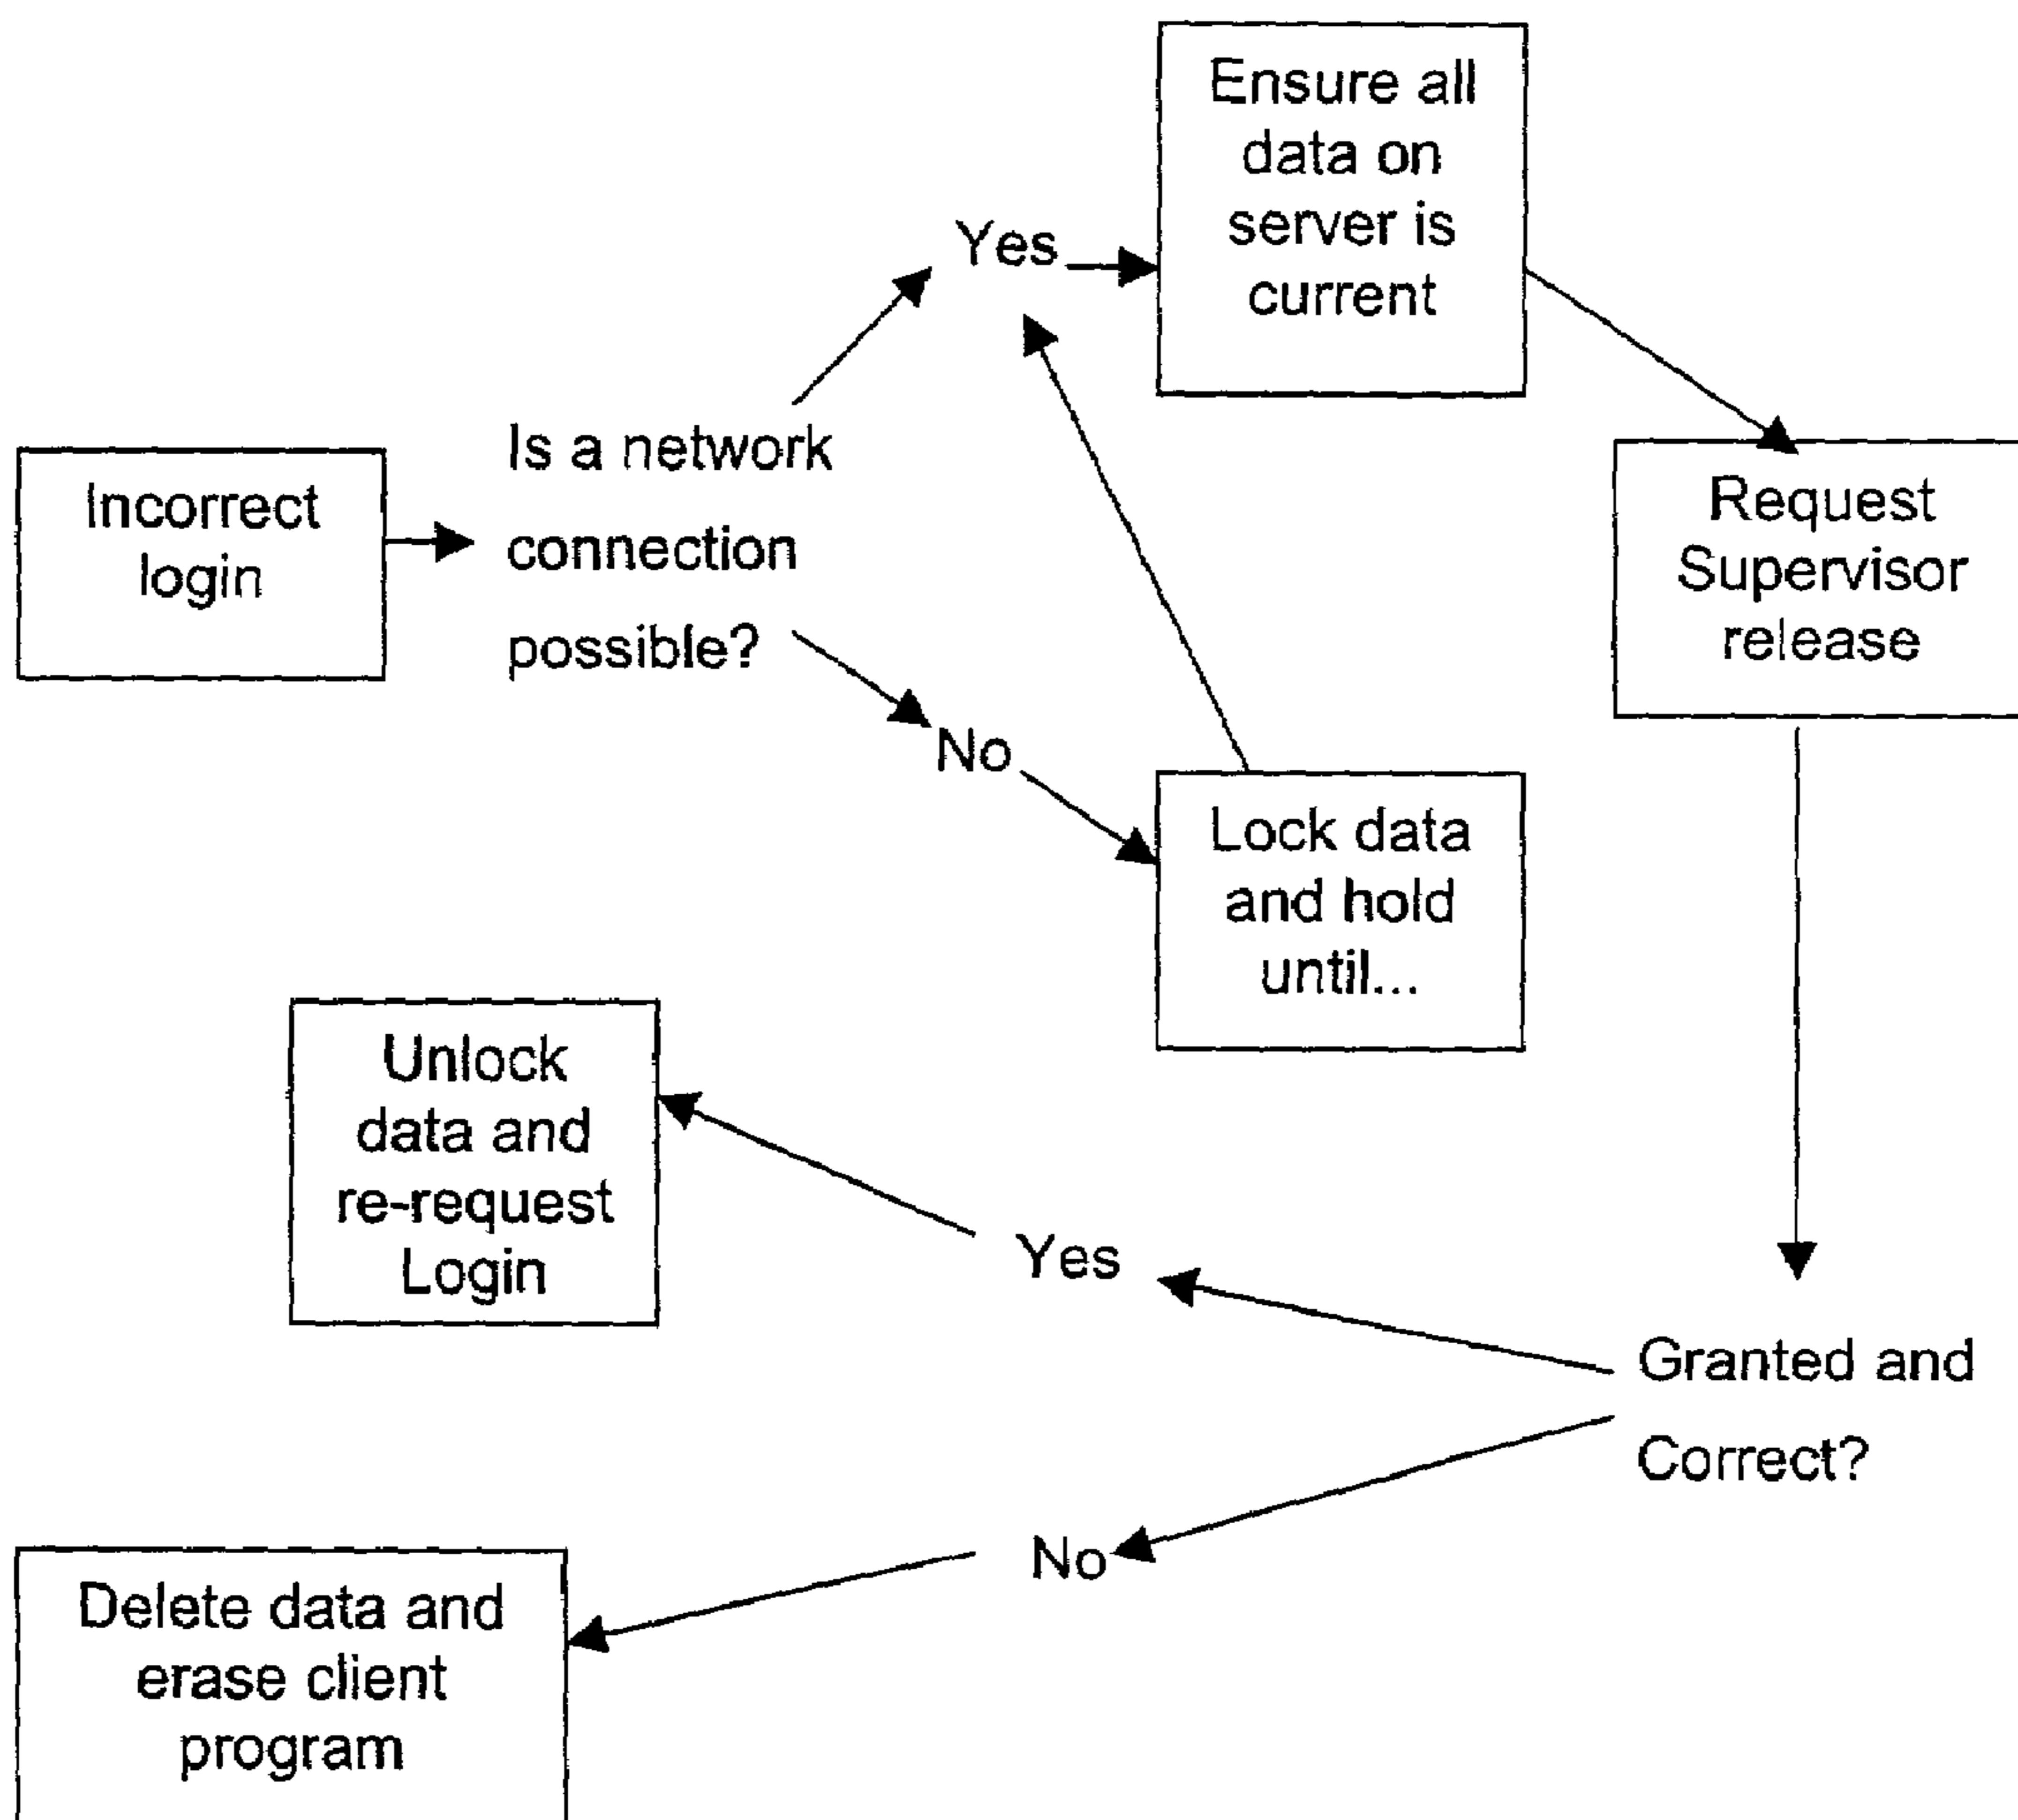 Ensure all
data on
server is
current
Yes
Is a network
connection
possible?
Incorrect
login
Request
Supervisor
release
No
Lock data
and hold
until...
Unlock
data and
re-request
Login
Yes
Granted and
Correct?
No
Delete data and
erase client
program